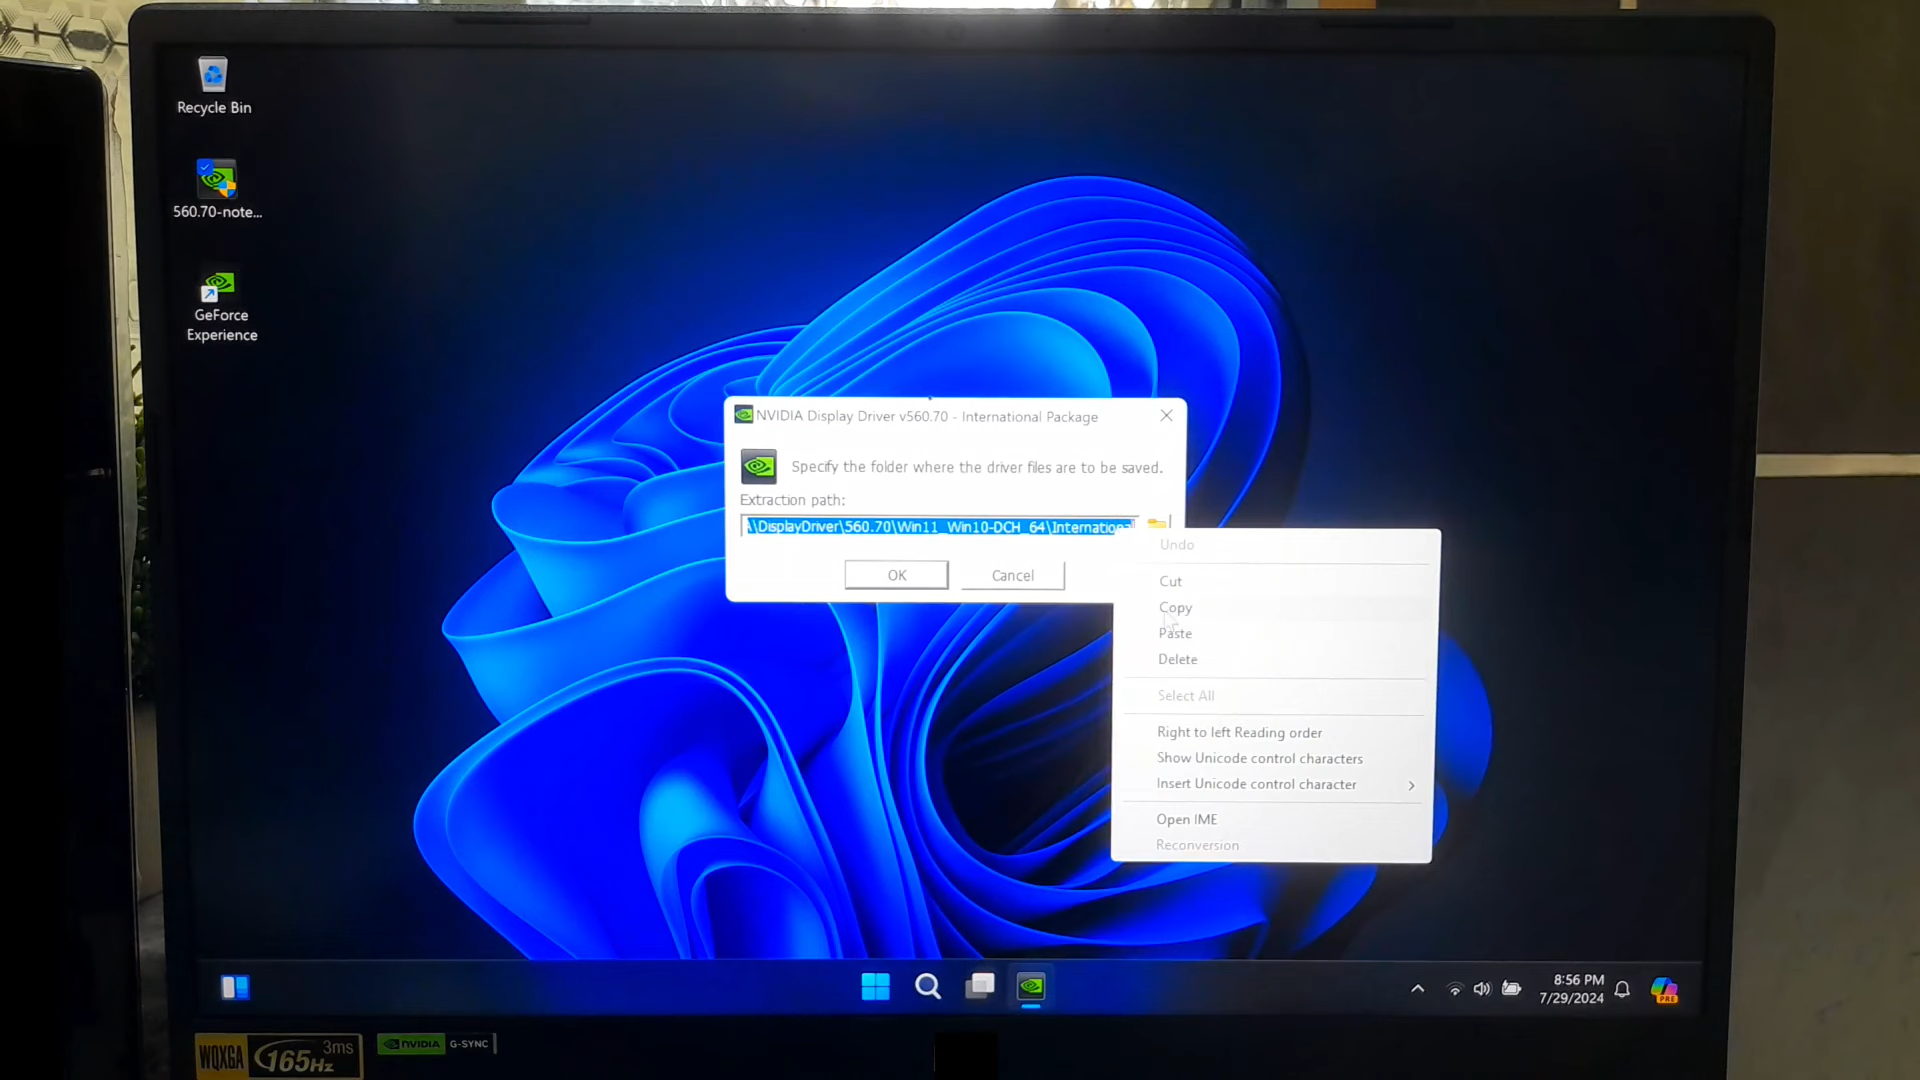 Recycle Bin
560.70-note...
GeForce
Experience
NVIDIA Display Driver v560.70 - International Package
Specify the folder where the driver files are to be saved.
Extraction path:
A\DisplayDriver\560.70\Win11_Win10-DCH_64\International
OK
Cancel
Undo
Cut
Copy
Paste
Delete
Select All
Right to left Reading order
Show Unicode control characters
Insert Unicode control character
Open IME
Reconversion
8:56 PM
7/29/2024
PRE
WQXGA
3ms
165Hz
NVIDIA
G-SYNC